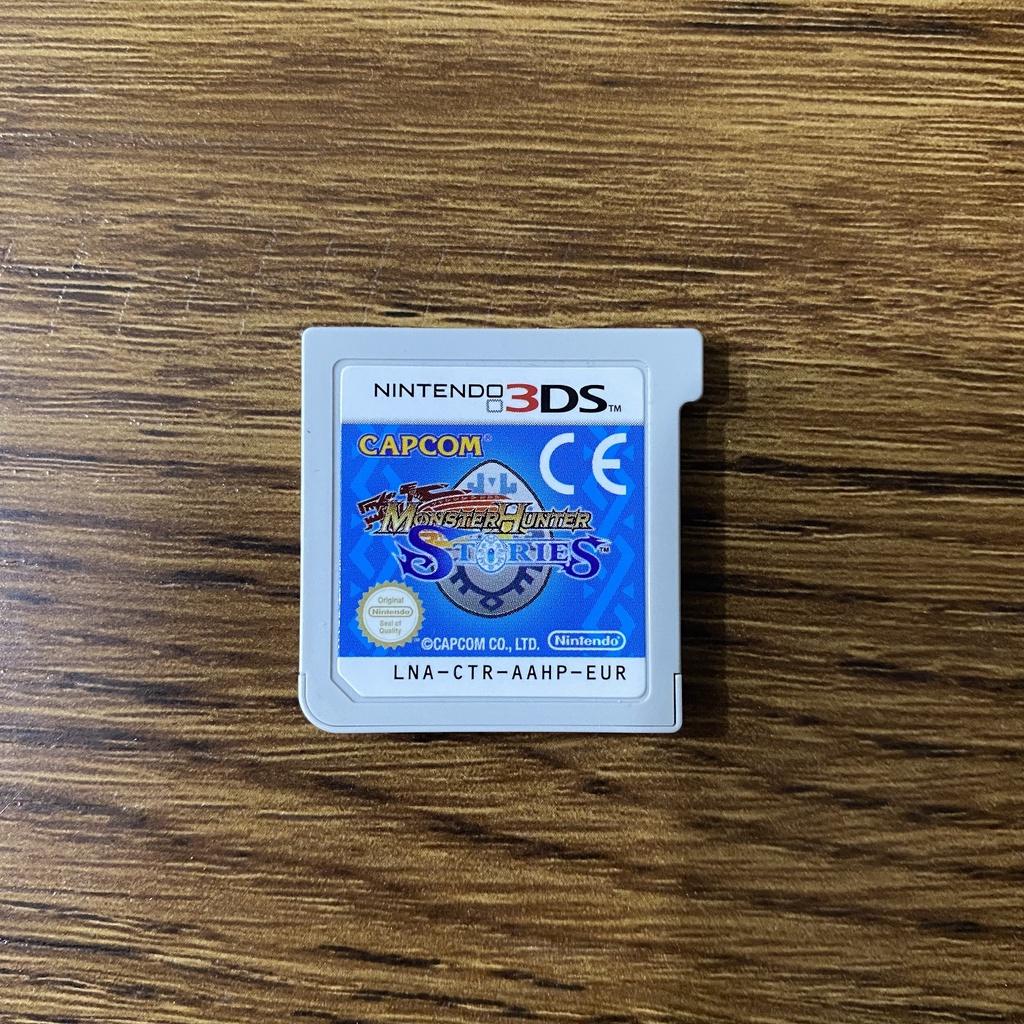 NINTENDO 3DS™
CAPCOM®
CE
MONSTER HUNTER
STORIES™
Original
Nintendo
Seal of
Quality
©CAPCOM CO., LTD.
Nintendo®
LNA-CTR-AAHP-EUR